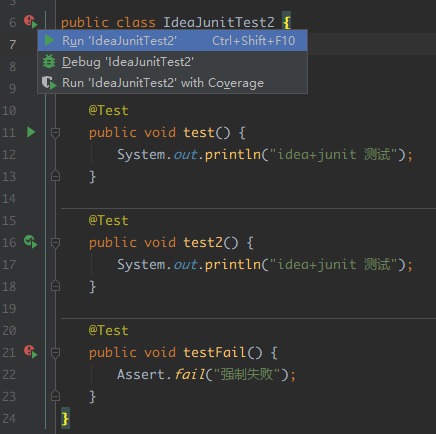 6 public class IdeaJunitTest2 {
7 Run 'IdeaJunitTest2' Ctrl+Shift+F10
Debug 'IdeaJunitTest2'
Run 'IdeaJunitTest2' with Coverage
10 @Test
11 public void test() {
12 System.out.println("idea+junit 测试");
13 }
14
15 @Test
16 public void test2() {
17 System.out.println("idea+junit 测试");
18 }
19
20 @Test
21 public void testFail() {
22 Assert.fail("强制失败");
23 }
24 }